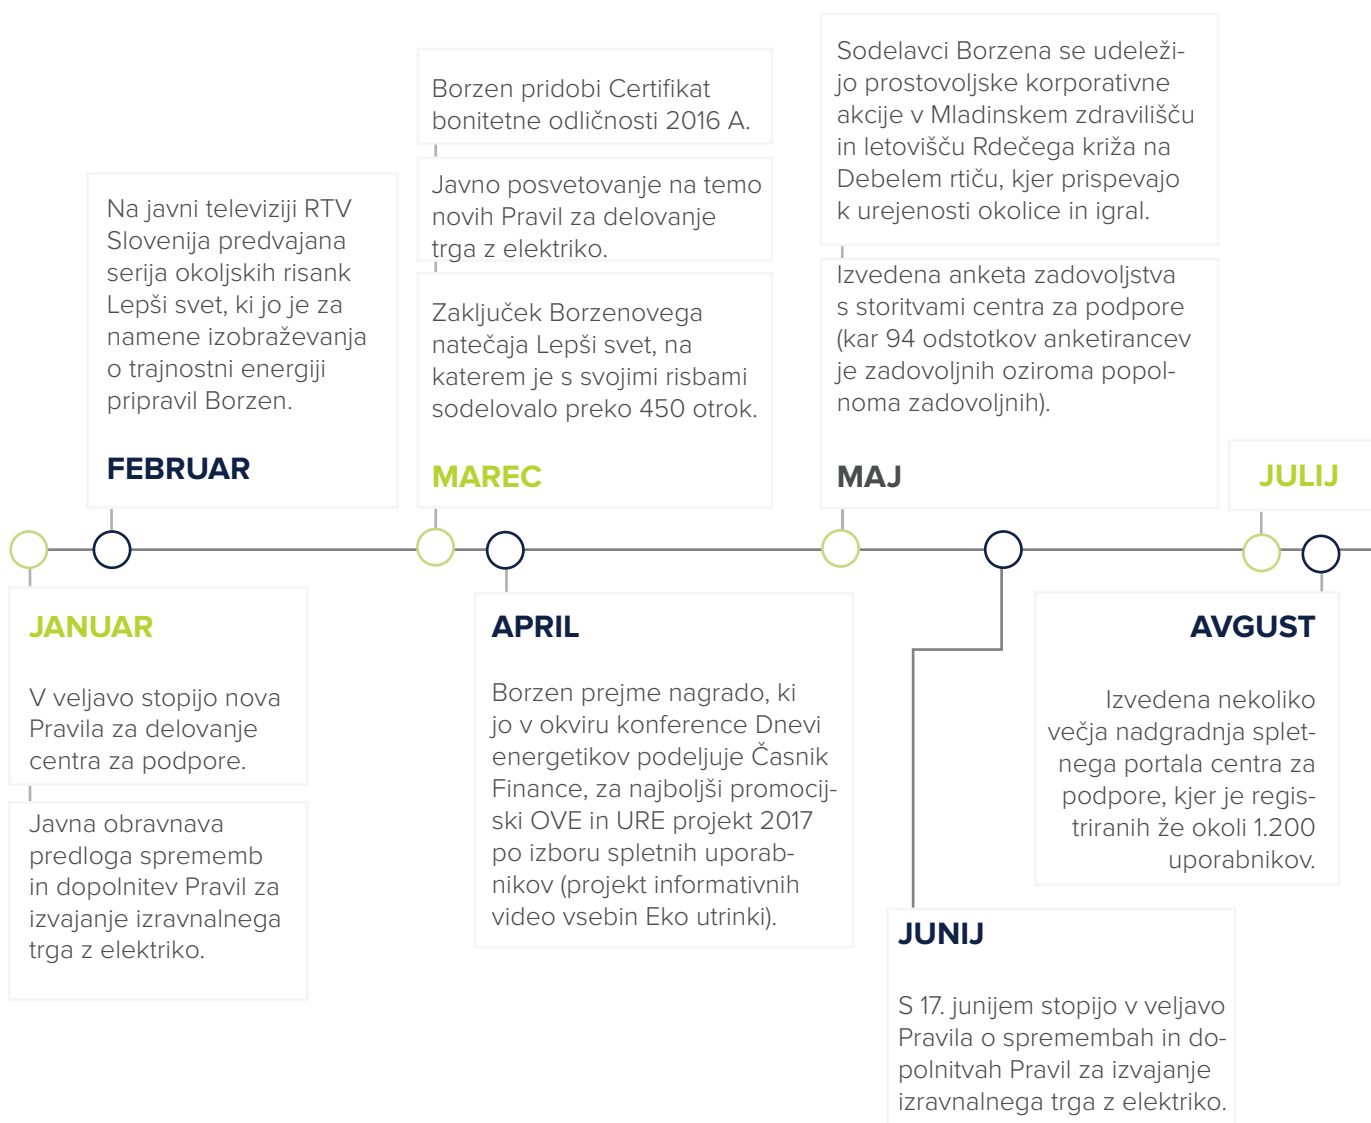 JANUAR
V veljavo stopijo nova
Pravila za delovanje
centra za podpore.
Javna obravnava
predloga sprememb
in dopolnitev Pravil za
izvajanje izravnalnega
trga z elektriko.
Na javni televiziji RTV
Slovenija predvajana
serija okoljskih risank
Lepši svet, ki jo je za
namene izobraževanja
o trajnostni energiji
pripravil Borzen.
FEBRUAR
Borzen pridobi Certifikat
bonitetne odličnosti 2016 A.
Javno posvetovanje na temo
novih Pravil za delovanje
trga z elektriko.
Zaključek Borzenovega
natečaja Lepši svet, na
katerem je s svojimi risbami
sodelovalo preko 450 otrok.
MAREC
APRIL
Borzen prejme nagrado, ki
jo v okviru konference Dnevi
energetikov podeljuje Časnik
Finance, za najboljši promocij-
ski OVE in URE projekt 2017
po izboru spletnih uporab-
nikov (projekt informativnih
video vsebin Eko utrinki).
Sodelavci Borzena se udeleži-
jo prostovoljske korporativne
akcije v Mladinskem zdravilišču
in letovišču Rdečega križa na
Debelem rtiču, kjer prispevajo
k urejenosti okolice in igral.
Izvedena anketa zadovoljstva
s storitvami centra za podpore
(kar 94 odstotkov anketirancev
je zadovoljnih oziroma popol-
noma zadovoljnih).
MAJ
JUNIJ
S 17. junijem stopijo v veljavo
Pravila o spremembah in do-
polnitvah Pravil za izvajanje
izravnalnega trga z elektriko.
JULIJ
AVGUST
Izvedena nekoliko
večja nadgradnja splet-
nega portala centra za
podpore, kjer je regis-
triranih že okoli 1.200
uporabnikov.